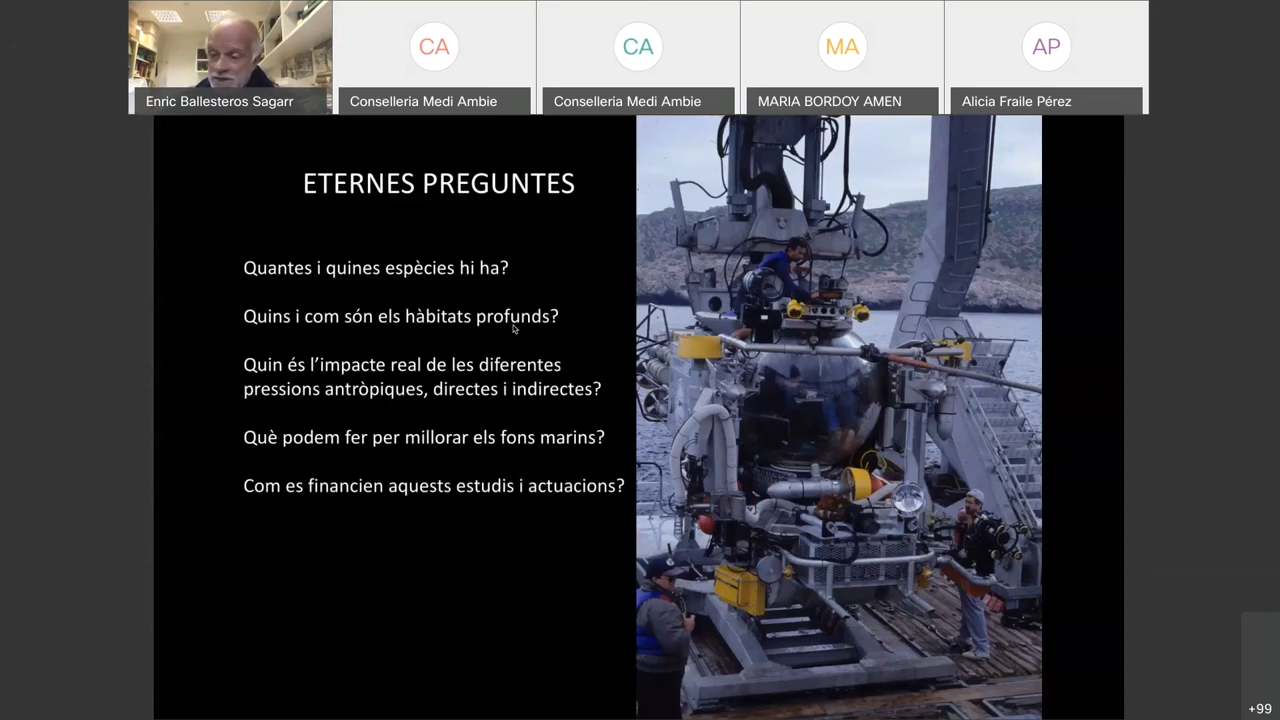 CA
CA
MA
AP
Enric Ballesteros Sagarr
Conselleria Medi Ambie
Conselleria Medi Ambie
MARIA BORDOY AMEN
Alicia Fraile Pérez
ETERNES PREGUNTES
Quantes i quines espècies hi ha?
Quins i com són els hàbitats profunds?
Quin és l’impacte real de les diferentes
pressions antròpiques, directes i indirectes?
Què podem fer per millorar els fons marins?
Com es financien aquests estudis i actuacions?
+99